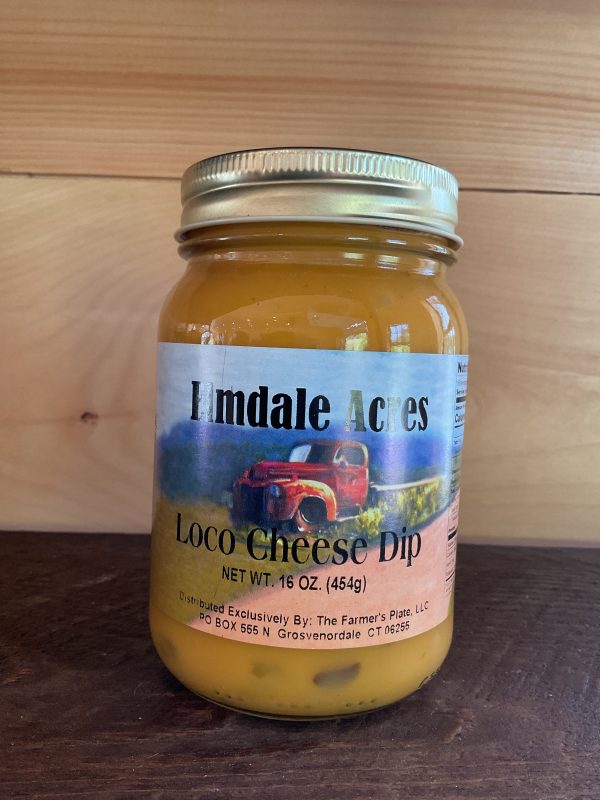 Elmdale Acres
Loco Cheese Dip
NET WT. 16 OZ. (454g)
Distributed Exclusively By: The Farmer's Plate, LLC
PO BOX 555 N Grosvenordale CT 06255